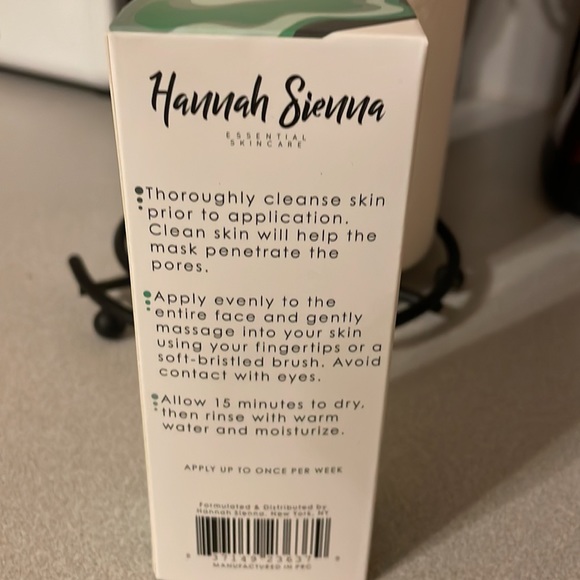 Hannah Sienna
ESSENTIAL
SKINCARE
Thoroughly cleanse skin
prior to application.
Clean skin will help the
mask penetrate the
pores.
Apply evenly to the
entire face and gently
massage into your skin
using your fingertips or a
soft-bristled brush. Avoid
contact with eyes.
Allow 15 minutes to dry,
then rinse with warm
water and moisturize.
APPLY UP TO ONCE PER WEEK
Formulated & Distributed by
Hannah Sienna, New York, NY
MANUFACTURED IN PRC